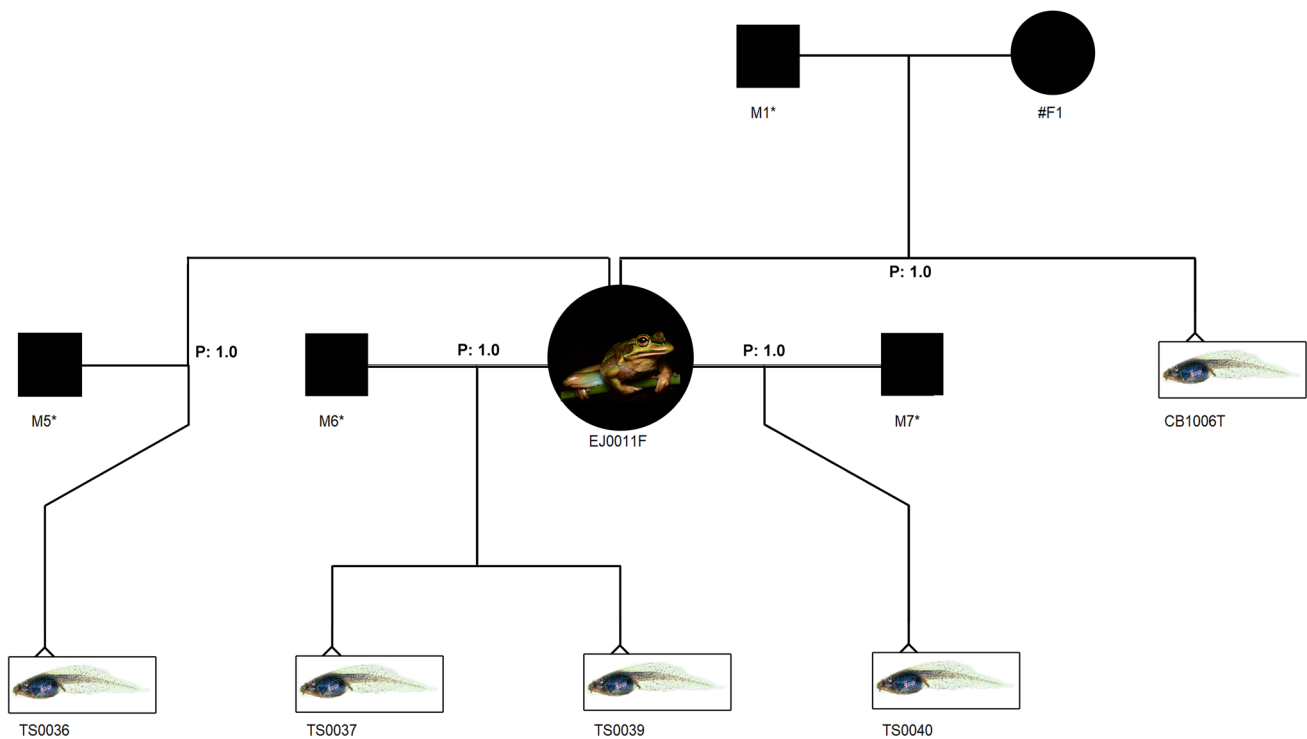 M1*
#F1
P: 1.0
P: 1.0
P: 1.0
P: 1.0
M5*
M6*
EJ0011F
M7*
CB1006T
TS0036
TS0037
TS0039
TS0040